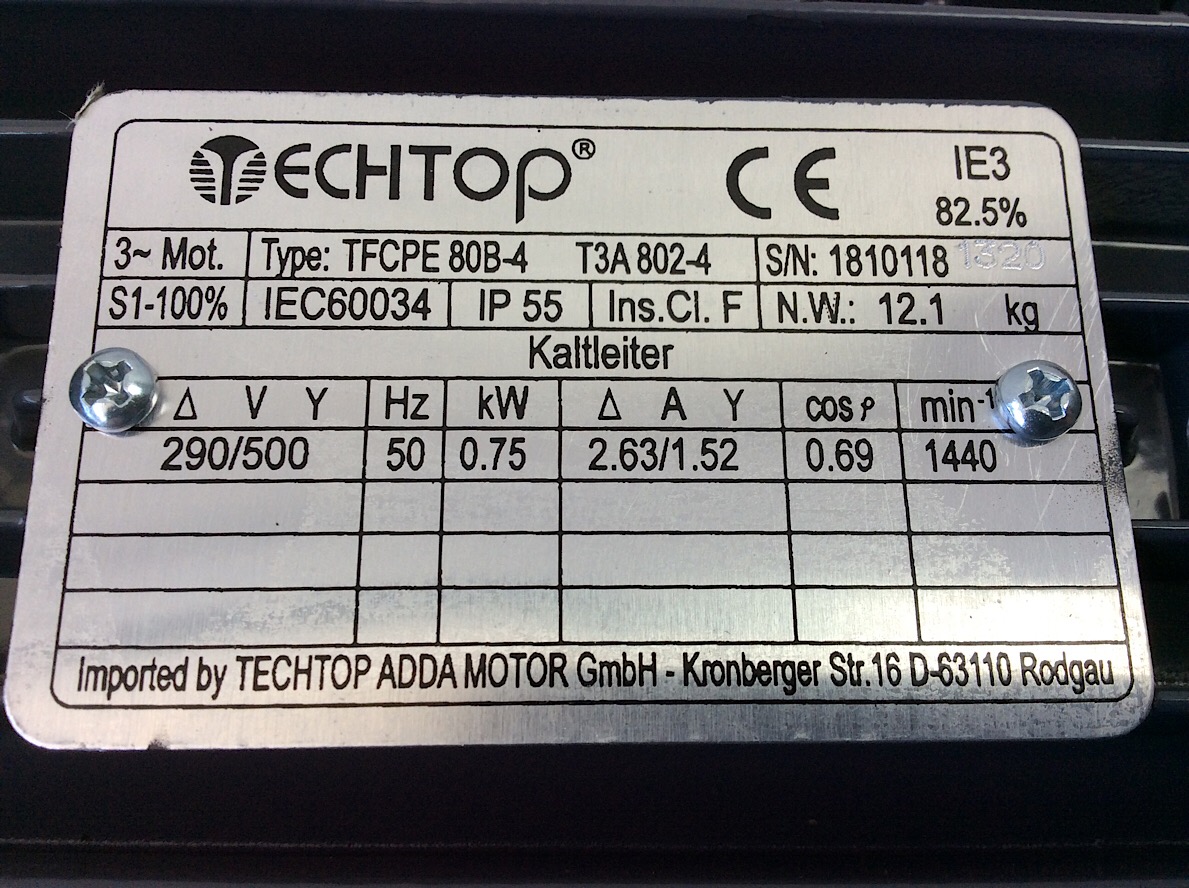 TECHTOP® CE IE3
82.5%
3~ Mot. Type: TFCPE 80B-4 T3A 802-4 S/N: 1810118 1320
S1-100% IEC60034 IP 55 Ins.Cl. F N.W.: 12.1 kg
Kaltleiter
Δ V Y Hz kW Δ A Y cos ρ min⁻¹
290/500 50 0.75 2.63/1.52 0.69 1440
Imported by TECHTOP ADDA MOTOR GmbH - Kronberger Str.16 D-63110 Rodgau